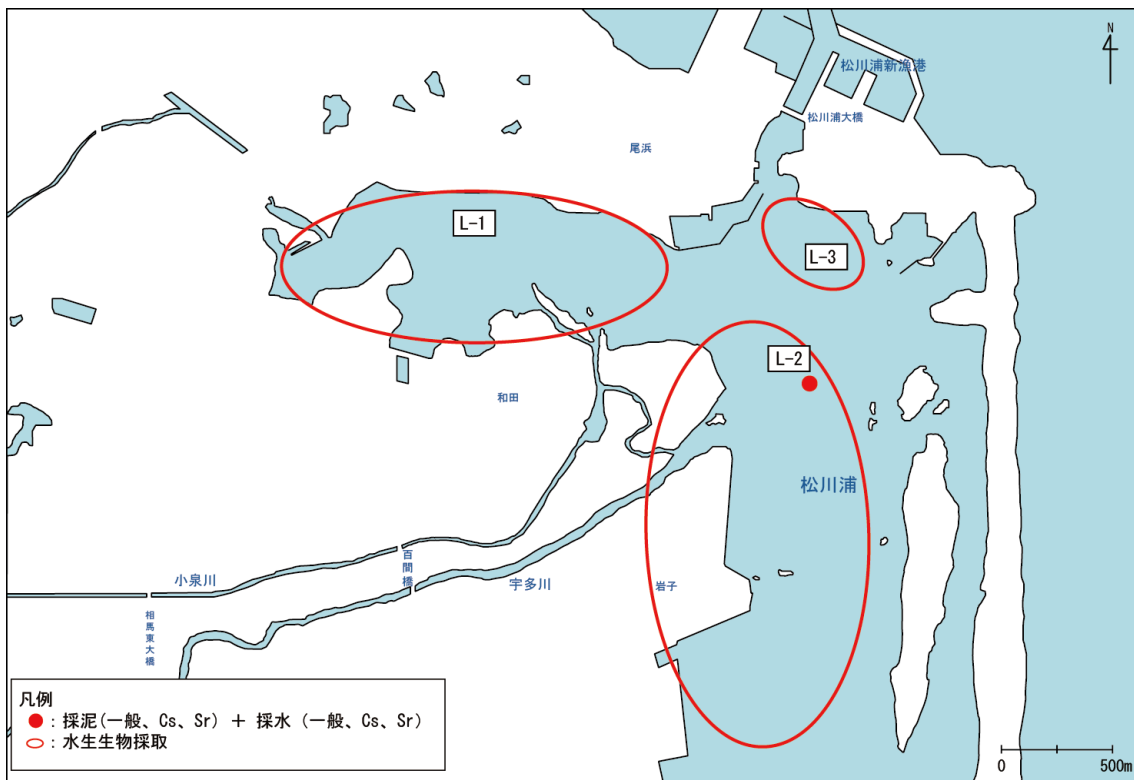 N
松川浦新漁港
松川浦大橋
尾浜
L-1
L-3
L-2
和田
松川浦
百間橋
小泉川
宇多川
岩子
相馬東大橋
凡例
：採泥(一般、Cs、Sr) ＋ 採水 (一般、Cs、Sr)
：水生生物採取
0 500m